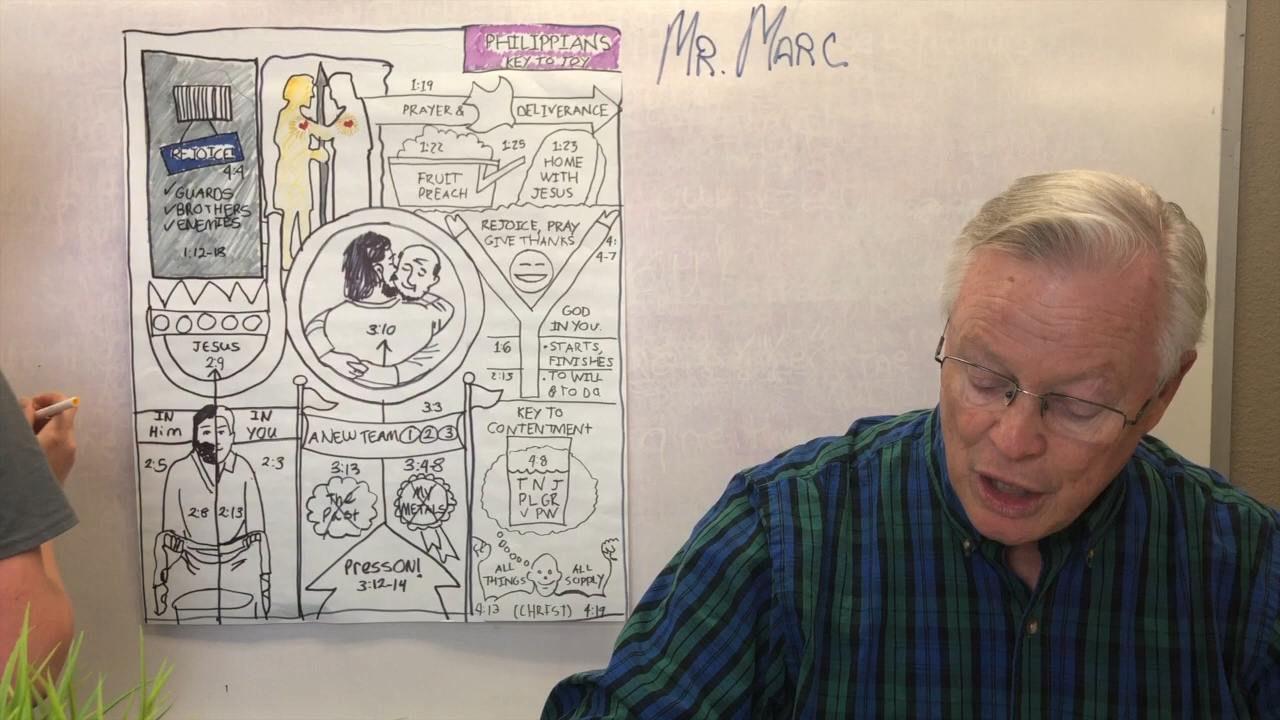 PHILIPPIANS
KEY TO JOY
MR. MARC
1:19
PRAYER &
DELIVERANCE
REJOICE!
4:4
✓GUARDS
✓BROTHERS
✓ENEMIES
1:12-18
1:22
FRUIT
PREACH
1:25
1:23
HOME
WITH
JESUS
REJOICE, PRAY
GIVE THANKS
4:
4-7
JESUS
2:9
3:10
GOD
IN YOU.
1:6
•STARTS,
FINISHES
2:13
•TO WILL
& TO DO
IN
HiM
IN
YOU
2:5
2:3
2:8
2:13
3:3
A NEW TEAM 1 2 3
3:13
THE
PAST
3:4-8
MY
METALS
PRESSON!
3:12-14
KEY TO
CONTENTMENT
4:8
T N J
PL GR
V PW
ALL
THINGS
ALL
SUPPLY
4:13
(CHRIST)
4:19